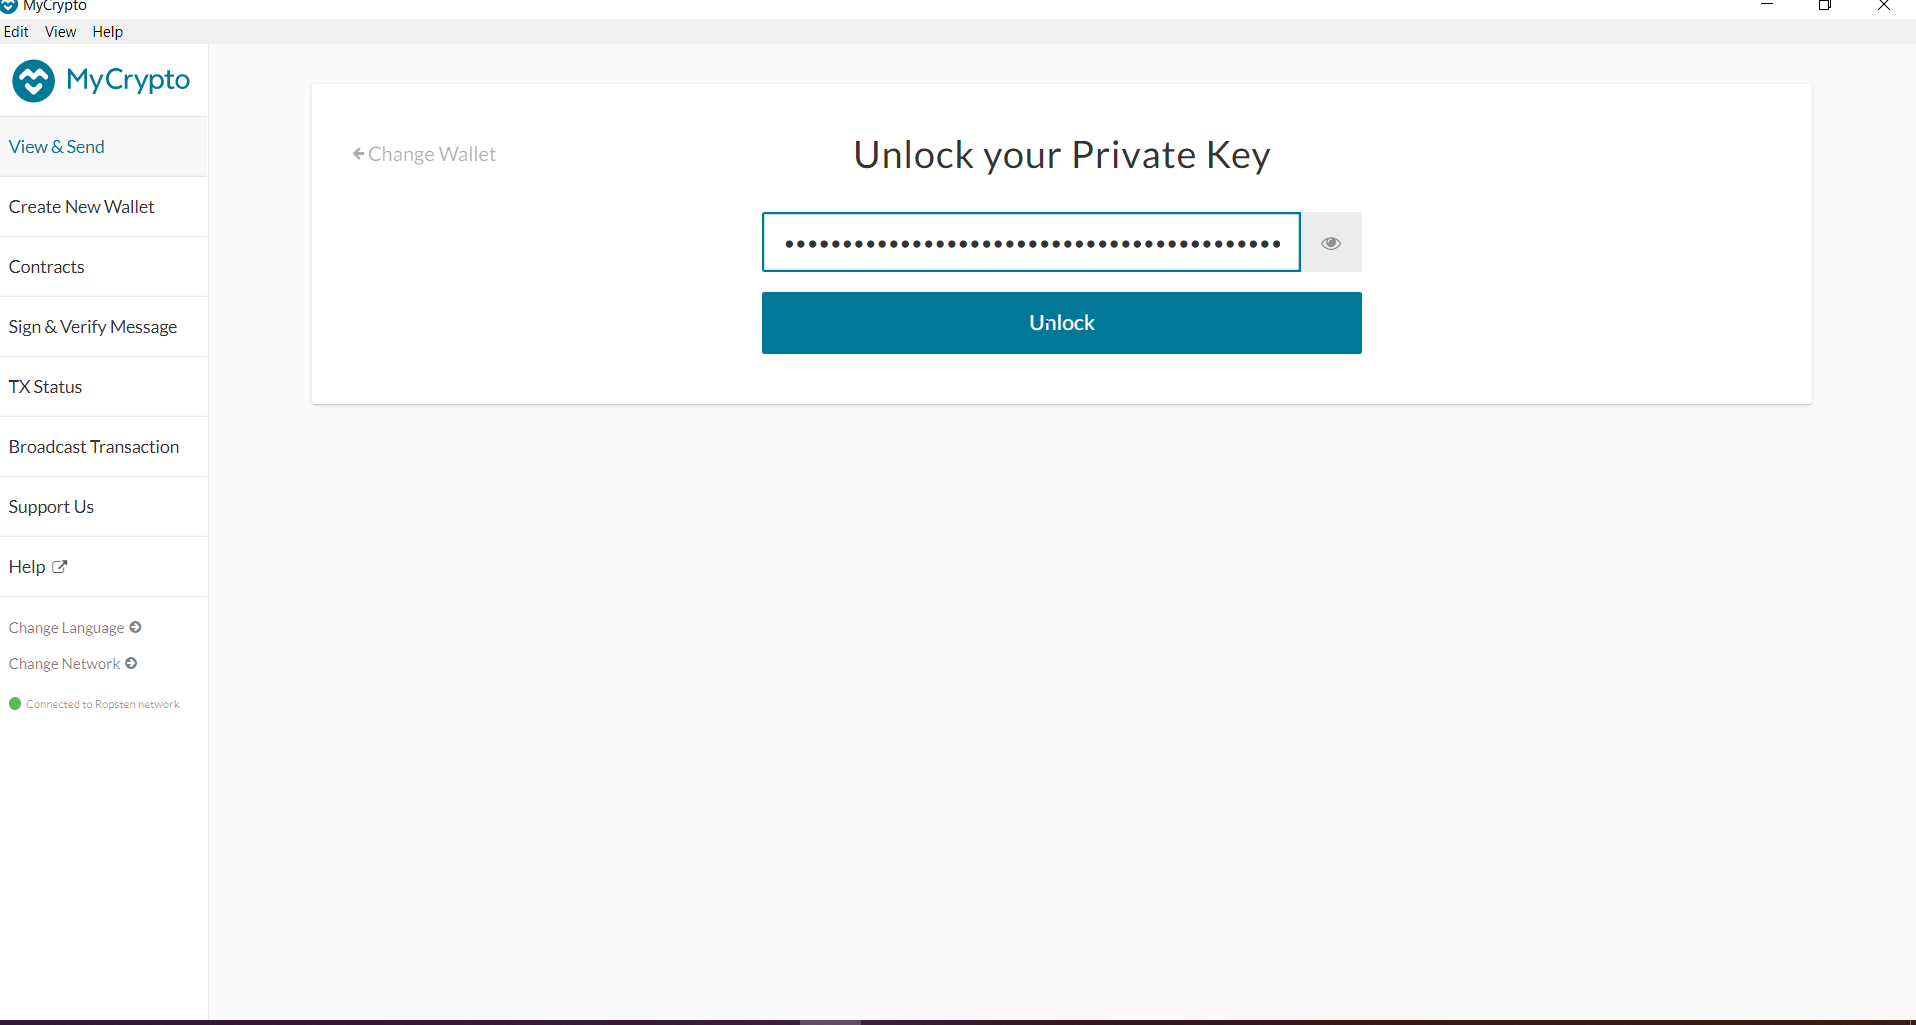 MyCrypto
Edit View Help
MyCrypto
View & Send
Create New Wallet
Contracts
Sign & Verify Message
TX Status
Broadcast Transaction
Support Us
Help
Change Language
Change Network
Connected to Ropsten network
Change Wallet
Unlock your Private Key
Unlock